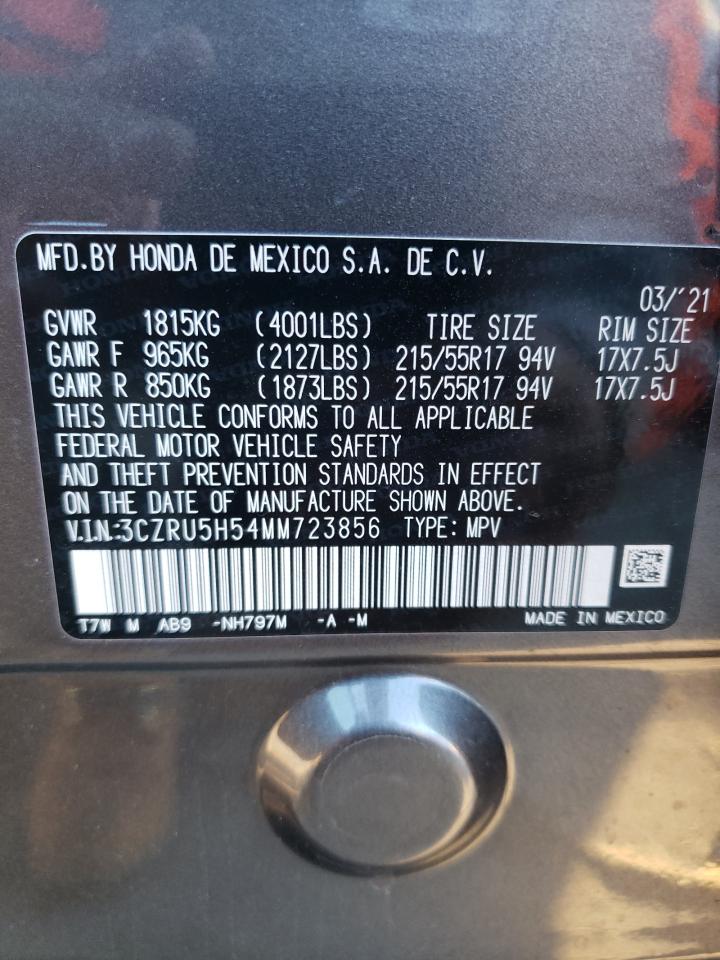 MFD.BY HONDA DE MEXICO S.A. DE C.V.
03/'21
GVWR 1815KG (4001LBS) TIRE SIZE RIM SIZE
GAWR F 965KG (2127LBS) 215/55R17 94V 17X7.5J
GAWR R 850KG (1873LBS) 215/55R17 94V 17X7.5J
THIS VEHICLE CONFORMS TO ALL APPLICABLE
FEDERAL MOTOR VEHICLE SAFETY
AND THEFT PREVENTION STANDARDS IN EFFECT
ON THE DATE OF MANUFACTURE SHOWN ABOVE.
V.I.N:3CZRU5H54MM723856 TYPE: MPV
T7W M AB9 -NH797M -A -M MADE IN MEXICO